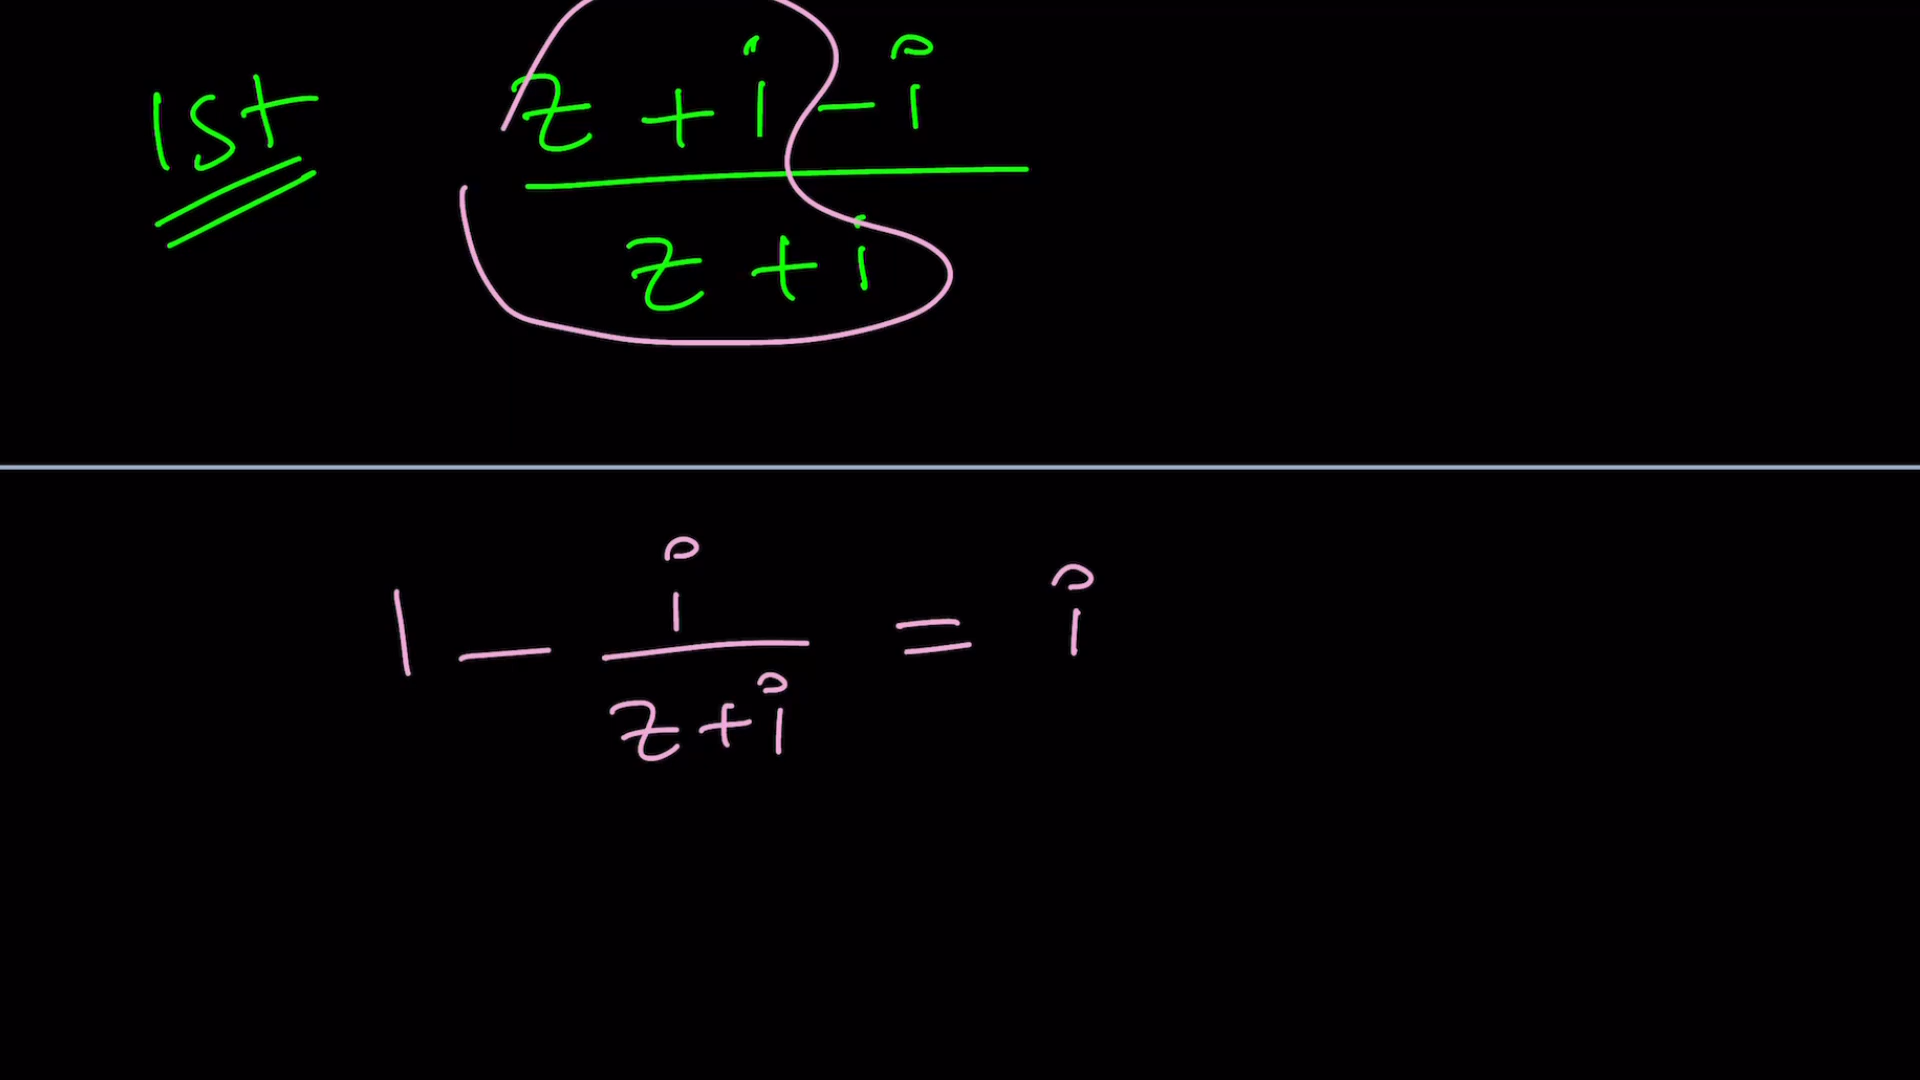 1st (z + i - i)/(z + i)
1 - i/(z+i) = i